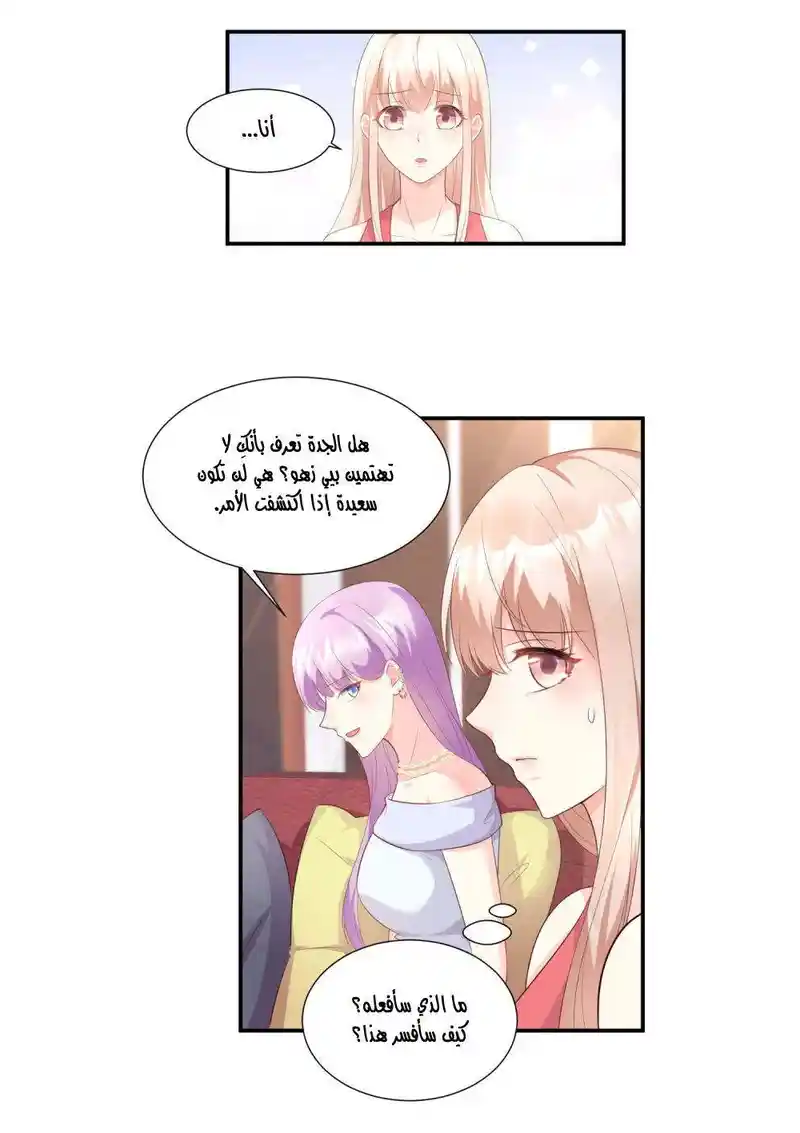 أنا...
هل الجدة تعرف بأنكِ لا
تهتمين بيي زهو؟ هي لن تكون
سعيدة إذا اكتشفت الأمر.
ما الذي سأفعله؟
كيف سأفسر هذا؟